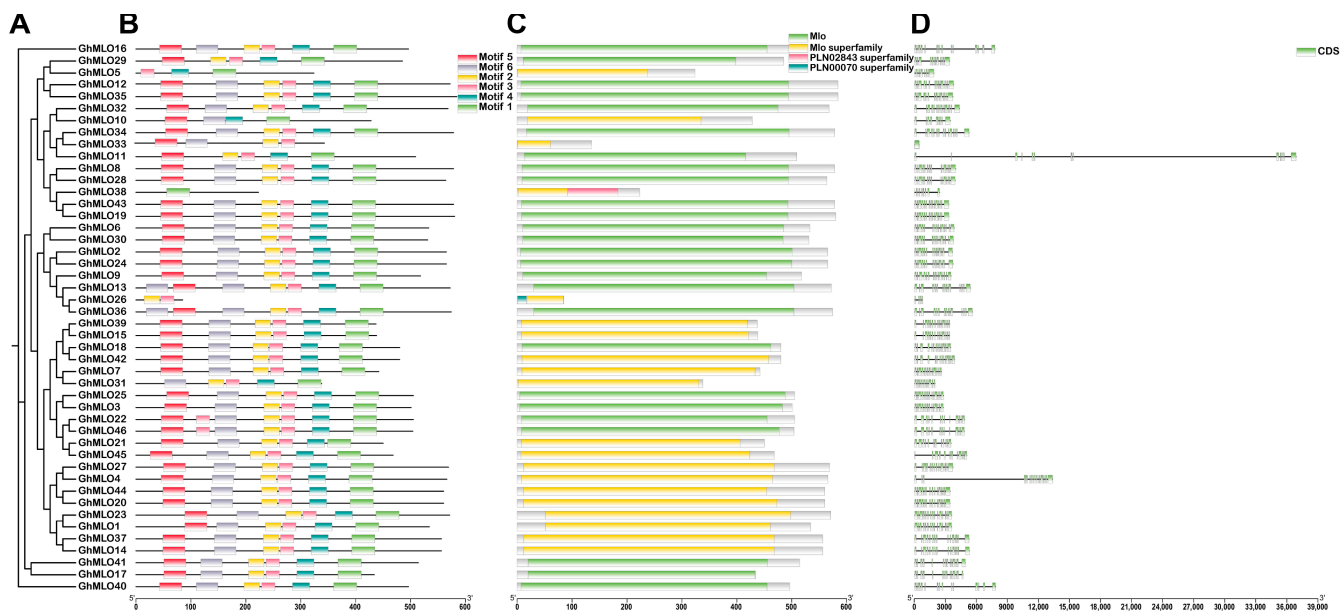 A B C D
GhMLO16
GhMLO29
GhMLO5
GhMLO12
GhMLO35
GhMLO32
GhMLO10
GhMLO34
GhMLO33
GhMLO11
GhMLO8
GhMLO28
GhMLO38
GhMLO43
GhMLO19
GhMLO6
GhMLO30
GhMLO2
GhMLO24
GhMLO9
GhMLO13
GhMLO26
GhMLO36
GhMLO39
GhMLO15
GhMLO18
GhMLO42
GhMLO7
GhMLO31
GhMLO25
GhMLO3
GhMLO22
GhMLO46
GhMLO21
GhMLO45
GhMLO27
GhMLO4
GhMLO44
GhMLO20
GhMLO23
GhMLO1
GhMLO37
GhMLO14
GhMLO41
GhMLO17
GhMLO40
Motif 5
Motif 6
Motif 2
Motif 3
Motif 4
Motif 1
Mlo
Mlo superfamily
PLN02843 superfamily
PLN00070 superfamily
CDS
5' 3'
0 100 200 300 400 500 600
5' 3'
0 100 200 300 400 500 600
5' 3'
0 3000 6000 9000 12,000 15,000 18,000 21,000 24,000 27,000 30,000 33,000 36,000 39,000